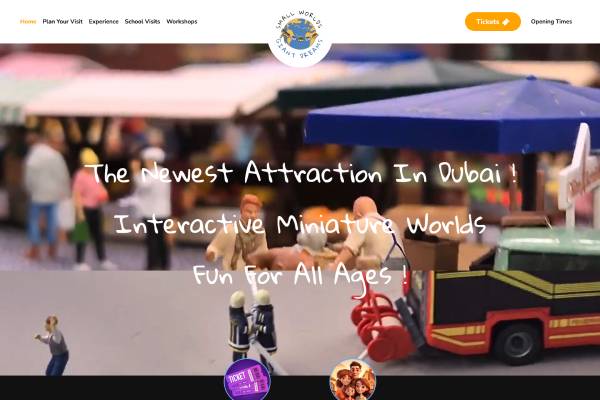 Home Plan Your Visit Experience School Visits Workshops
SMALL WORLDS
GIANT DREAMS
Tickets
Opening Times
The Newest Attraction In Dubai !
Interactive Miniature Worlds
Fun For All Ages !
TICKET